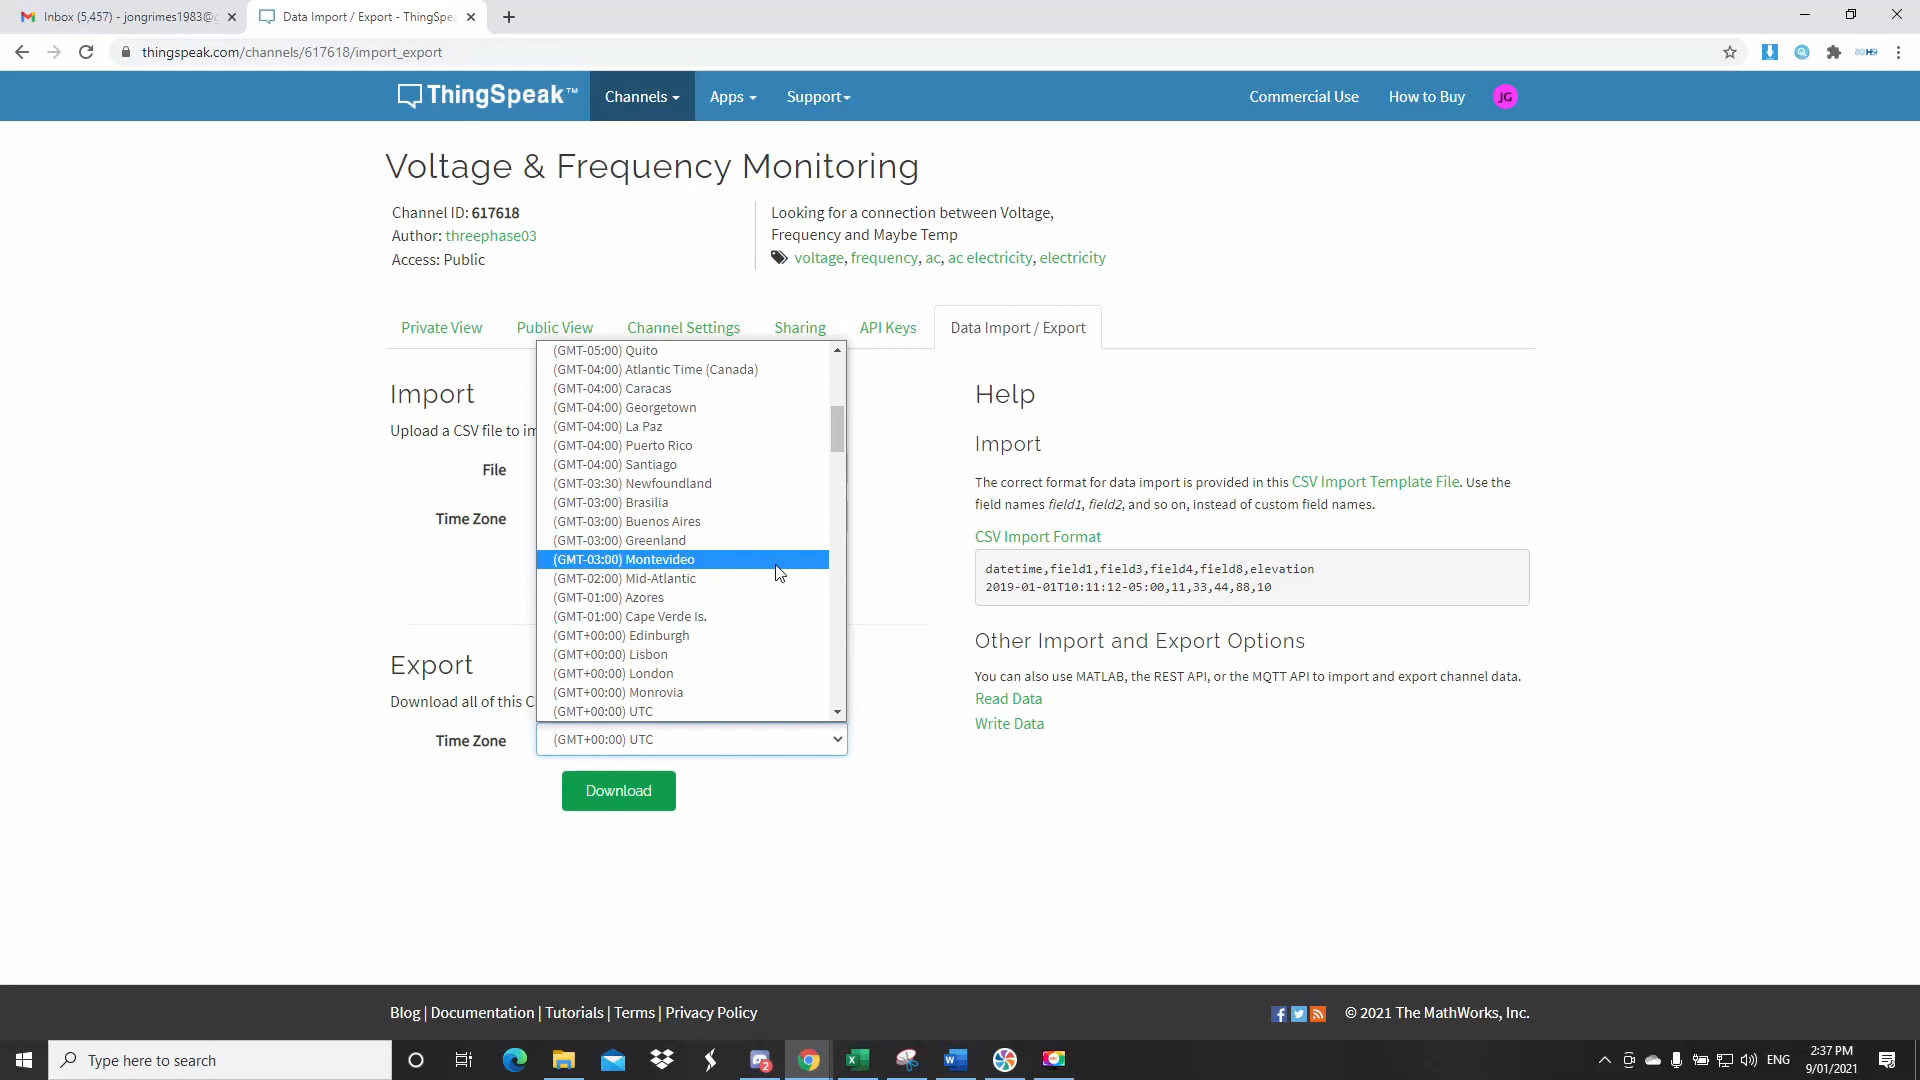 Inbox (5,457) - jongrimes1983@g
Data Import / Export - ThingSpe
thingspeak.com/channels/617618/import_export
ThingSpeak™
Channels
Apps
Support
Commercial Use
How to Buy
JG
Voltage & Frequency Monitoring
Channel ID: 617618
Author: threephase03
Access: Public
Looking for a connection between Voltage,
Frequency and Maybe Temp
voltage, frequency, ac, ac electricity, electricity
Private View
Public View
Channel Settings
Sharing
API Keys
Data Import / Export
Import
Upload a CSV file to im
File
Time Zone
(GMT-05:00) Quito
(GMT-04:00) Atlantic Time (Canada)
(GMT-04:00) Caracas
(GMT-04:00) Georgetown
(GMT-04:00) La Paz
(GMT-04:00) Puerto Rico
(GMT-04:00) Santiago
(GMT-03:30) Newfoundland
(GMT-03:00) Brasilia
(GMT-03:00) Buenos Aires
(GMT-03:00) Greenland
(GMT-03:00) Montevideo
(GMT-02:00) Mid-Atlantic
(GMT-01:00) Azores
(GMT-01:00) Cape Verde Is.
(GMT+00:00) Edinburgh
(GMT+00:00) Lisbon
(GMT+00:00) London
(GMT+00:00) Monrovia
(GMT+00:00) UTC
Export
Download all of this C
Time Zone
(GMT+00:00) UTC
Download
Help
Import
The correct format for data import is provided in this CSV Import Template File. Use the
field names field1, field2, and so on, instead of custom field names.
CSV Import Format
datetime,field1,field3,field4,field8,elevation
2019-01-01T10:11:12-05:00,11,33,44,88,10
Other Import and Export Options
You can also use MATLAB, the REST API, or the MQTT API to import and export channel data.
Read Data
Write Data
Blog | Documentation | Tutorials | Terms | Privacy Policy
© 2021 The MathWorks, Inc.
Type here to search
2
ENG
2:37 PM
9/01/2021